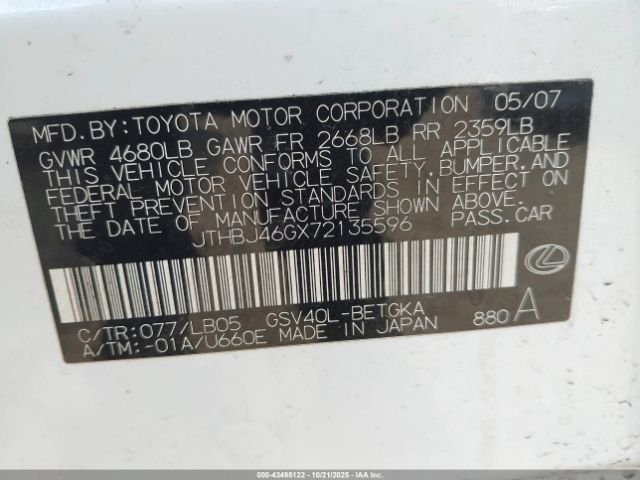 MFD.BY:TOYOTA MOTOR CORPORATION 05/07
GVWR 4680LB GAWR FR 2668LB RR 2359LB
THIS VEHICLE CONFORMS TO ALL APPLICABLE
FEDERAL MOTOR VEHICLE SAFETY,BUMPER,AND
THEFT PREVENTION STANDARDS IN EFFECT ON
THE DATE OF MANUFACTURE SHOWN ABOVE.
JTHBJ46GX72135596 PASS.CAR
C/TR:077/LB05 GSV40L-BETGKA
A/TM:-01A/U660E MADE IN JAPAN 880 A
000-43495122 - 10/21/2025 - IAAI.COM